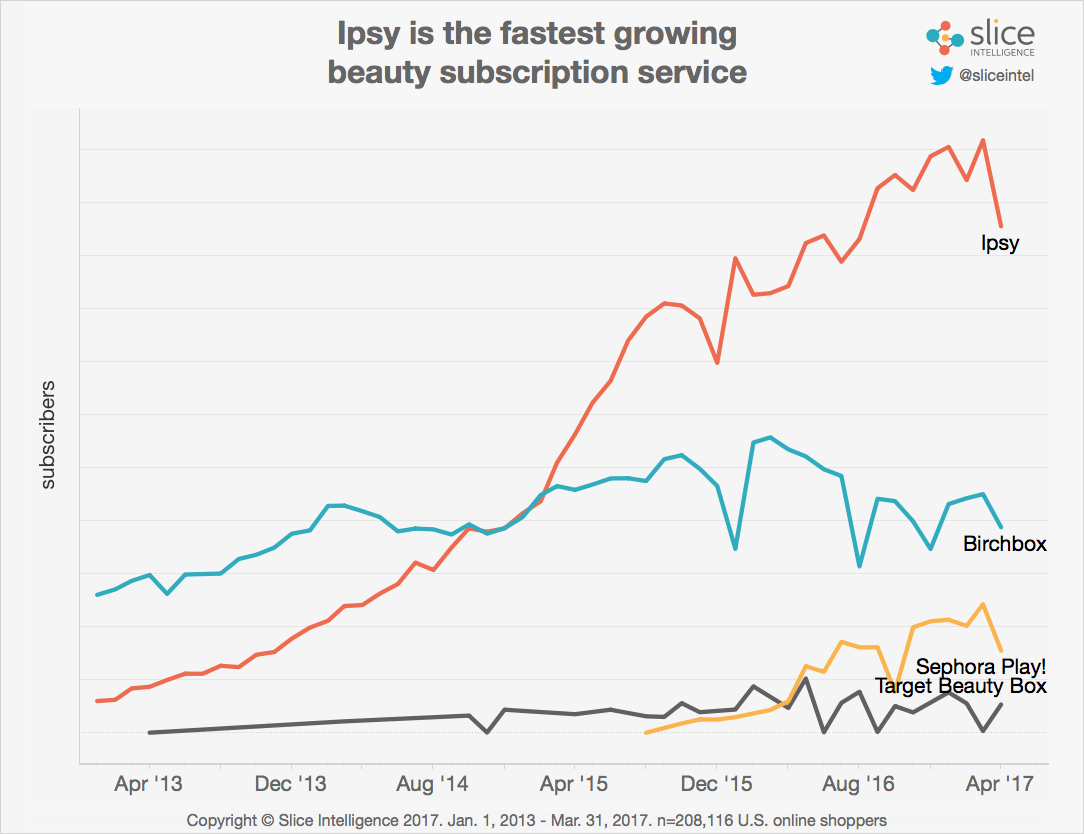 Ipsy is the fastest growing
beauty subscription service
slice
INTELLIGENCE
@sliceintel
subscribers
Ipsy
Birchbox
Sephora Play!
Target Beauty Box
Apr '13
Dec '13
Aug '14
Apr '15
Dec '15
Aug '16
Apr '17
Copyright © Slice Intelligence 2017. Jan. 1, 2013 - Mar. 31, 2017. n=208,116 U.S. online shoppers